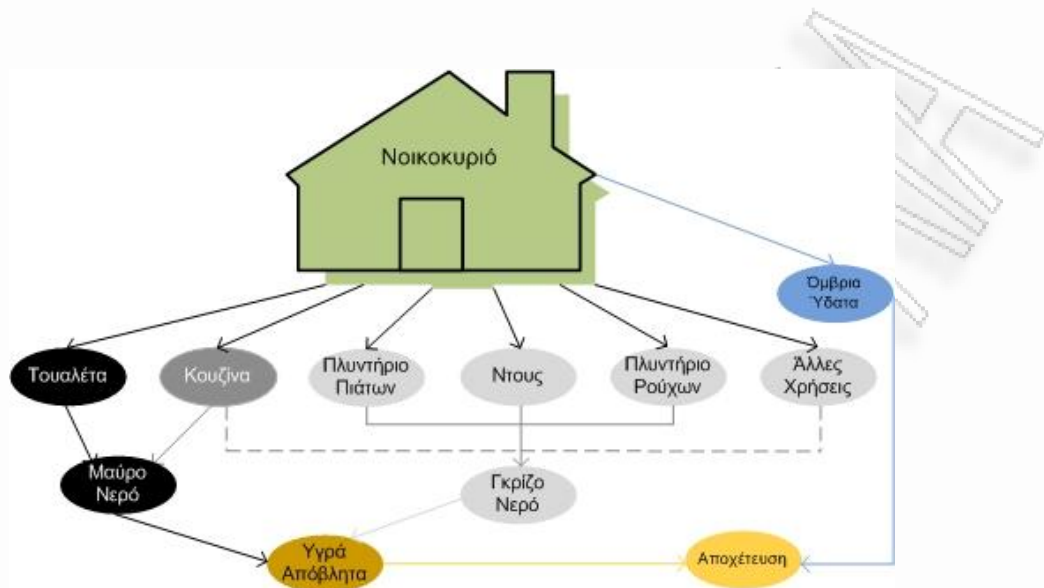 Νοικοκυριό
Όμβρια
Ύδατα
Τουαλέτα
Κουζίνα
Πλυντήριο
Πιάτων
Ντους
Πλυντήριο
Ρούχων
Άλλες
Χρήσεις
Μαύρο
Νερό
Γκρίζο
Νερό
Υγρά
Απόβλητα
Αποχέτευση